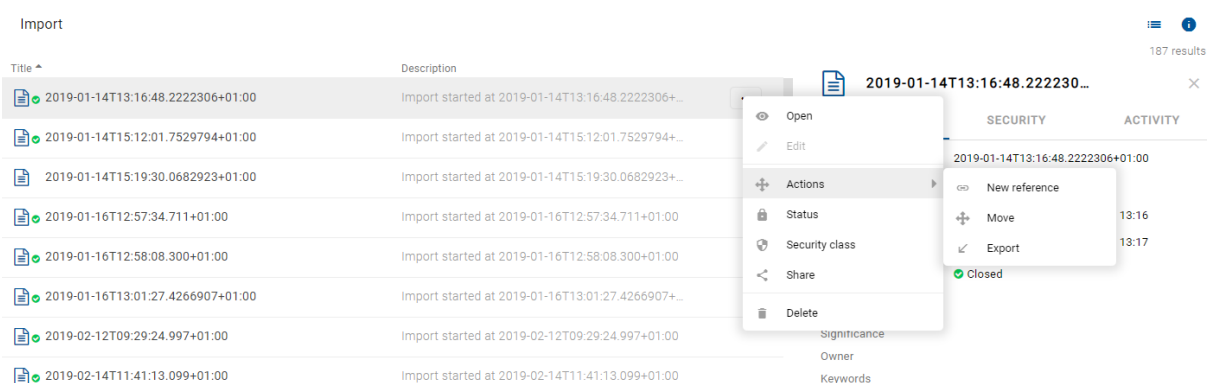 Import
187 results
Title
Description
2019-01-14T13:16:48.2222306+01:00
Import started at 2019-01-14T13:16:48.2222306+...
2019-01-14T15:12:01.7529794+01:00
Import started at 2019-01-14T15:12:01.7529794+...
2019-01-14T15:19:30.0682923+01:00
Import started at 2019-01-14T15:19:30.0682923+...
2019-01-16T12:57:34.711+01:00
Import started at 2019-01-16T12:57:34.711+01:00
2019-01-16T12:58:08.300+01:00
Import started at 2019-01-16T12:58:08.300+01:00
2019-01-16T13:01:27.4266907+01:00
Import started at 2019-01-16T13:01:27.4266907+...
2019-02-12T09:29:24.997+01:00
Import started at 2019-02-12T09:29:24.997+01:00
2019-02-14T11:41:13.099+01:00
Import started at 2019-02-14T11:41:13.099+01:00
Open
Edit
Actions
Status
Security class
Share
Delete
New reference
Move
Export
2019-01-14T13:16:48.222230...
SECURITY
ACTIVITY
2019-01-14T13:16:48.2222306+01:00
13:16
13:17
Closed
Significance
Owner
Keywords